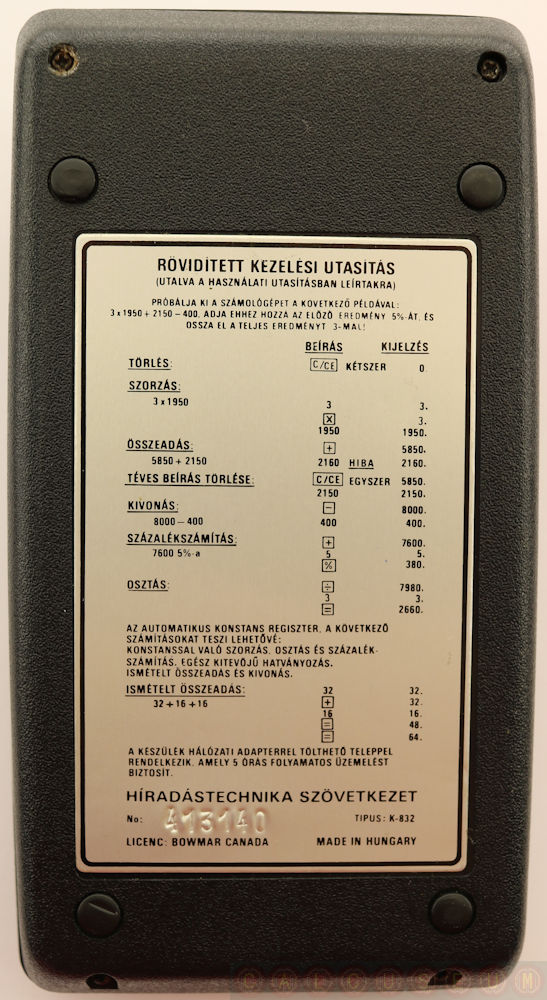 RÖVIDÍTETT KEZELÉSI UTASÍTÁS
(UTALVA A HASZNÁLATI UTASÍTÁSBAN LEÍRTAKRA)
PRÓBÁLJA KI A SZÁMOLÓGÉPET A KÖVETKEZŐ PÉLDÁVAL:
3 x 1950 + 2150 – 400, ADJA EHHEZ HOZZÁ AZ ELŐZŐ EREDMÉNY 5%-ÁT, ÉS
OSSZA EL A TELJES EREDMÉNYT 3-MAL!
BEÍRÁS KIJELZÉS
TÖRLÉS: C/CE KÉTSZER 0
SZORZÁS:
3 x 1950 3 3.
X 3.
1950 1950.
ÖSSZEADÁS: + 5850.
5850 + 2150 2160 HIBA 2160.
TÉVES BEÍRÁS TÖRLÉSE: C/CE EGYSZER 5850.
2150 2150.
KIVONÁS: – 8000.
8000 – 400 400 400.
SZÁZALÉKSZÁMÍTÁS: + 7600.
7600 5%-a 5 5.
% 380.
OSZTÁS: ÷ 7980.
3 3.
= 2660.
AZ AUTOMATIKUS KONSTANS REGISZTER, A KÖVETKEZŐ
SZÁMÍTÁSOKAT TESZI LEHETŐVÉ:
KONSTANSSAL VALÓ SZORZÁS, OSZTÁS ÉS SZÁZALÉK-
SZÁMÍTÁS, EGÉSZ KITEVŐJŰ HATVÁNYOZÁS,
ISMÉTELT ÖSSZEADÁS ÉS KIVONÁS.
ISMÉTELT ÖSSZEADÁS: 32 32.
32 + 16 + 16 + 32.
16 16.
= 48.
= 64.
A KÉSZÜLÉK HÁLÓZATI ADAPTERREL TÖLTHETŐ TELEPPEL
RENDELKEZIK, AMELY 5 ÓRÁS FOLYAMATOS ÜZEMELÉST
BIZTOSÍT.
HÍRADÁSTECHNIKA SZÖVETKEZET
No: 413140 TIPUS: K-832
LICENC: BOWMAR CANADA MADE IN HUNGARY
CALCUSEUM